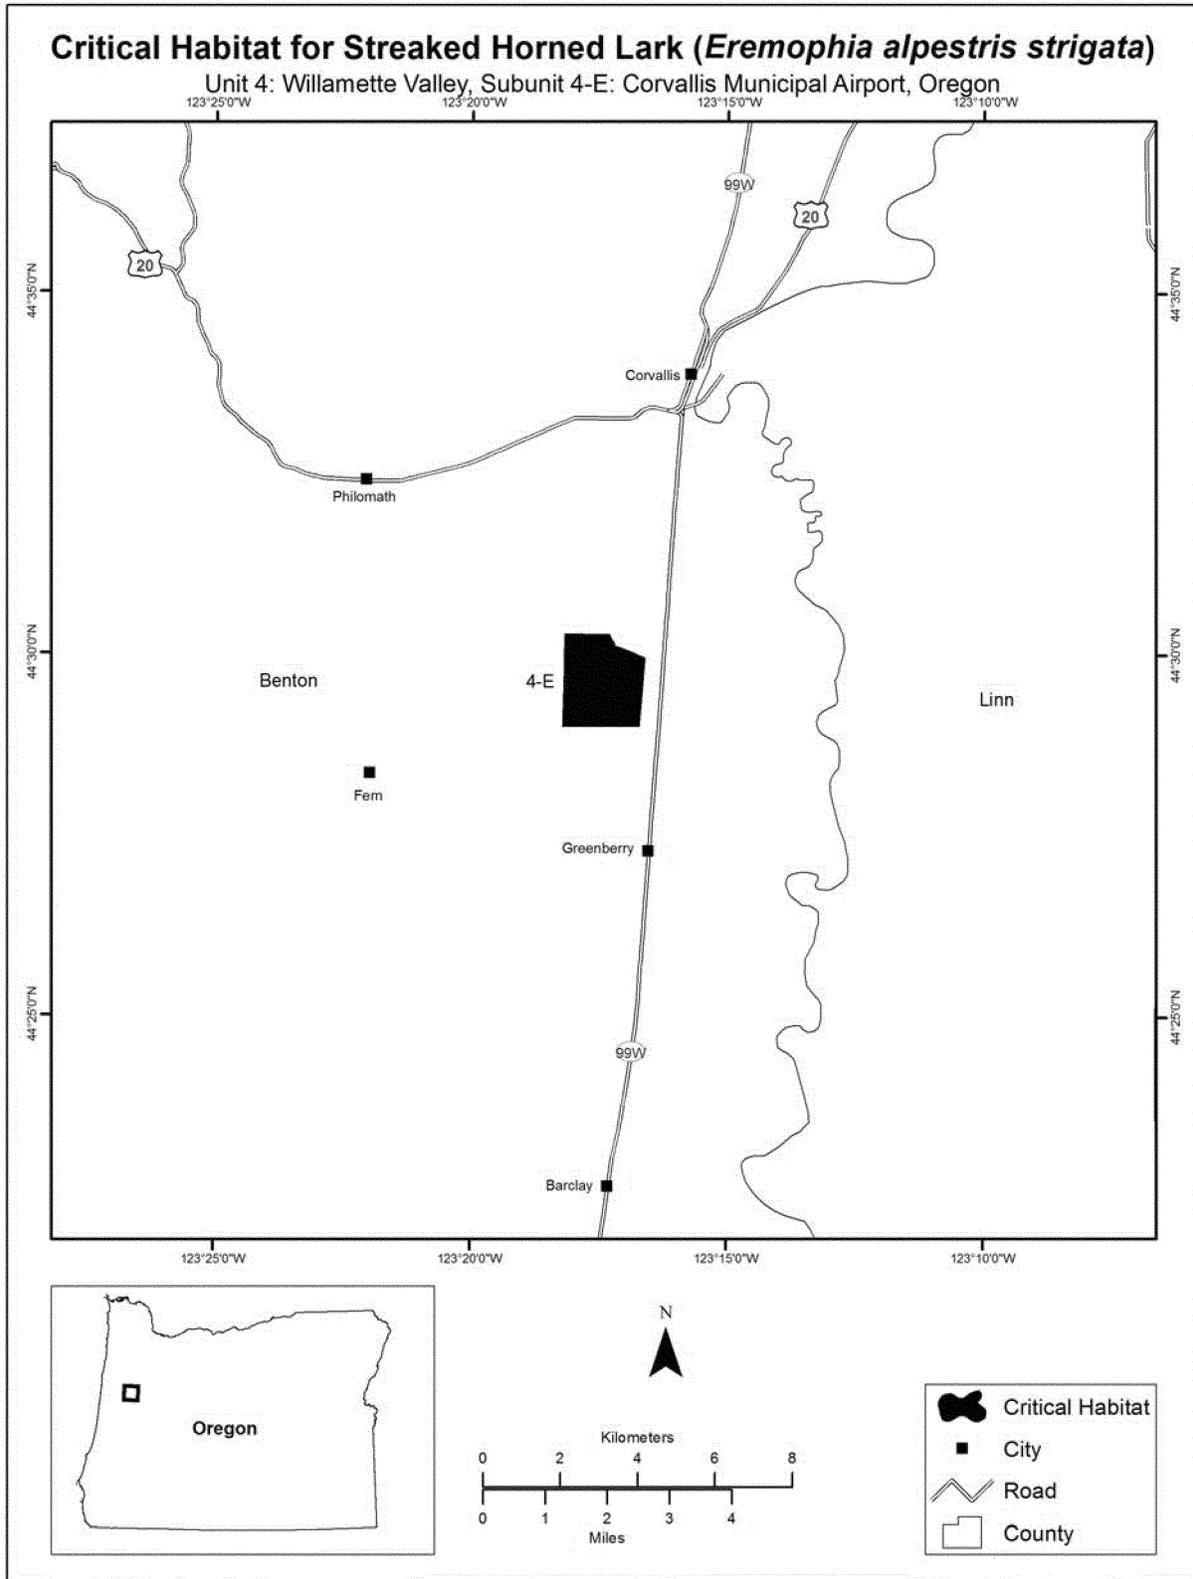 Critical Habitat for Streaked Horned Lark (Eremophia alpestris strigata)
Unit 4: Willamette Valley, Subunit 4-E: Corvallis Municipal Airport, Oregon
123°25'0"W 123°20'0"W 123°15'0"W 123°10'0"W
99W
20
20
44°35'0"N
44°35'0"N
Corvallis
Philomath
44°30'0"N
44°30'0"N
Benton
4-E
Linn
Fern
Greenberry
44°25'0"N
44°25'0"N
99W
Barclay
123°25'0"W 123°20'0"W 123°15'0"W 123°10'0"W
Oregon
N
Kilometers
0 2 4 6 8
0 1 2 3 4
Miles
Critical Habitat
City
Road
County